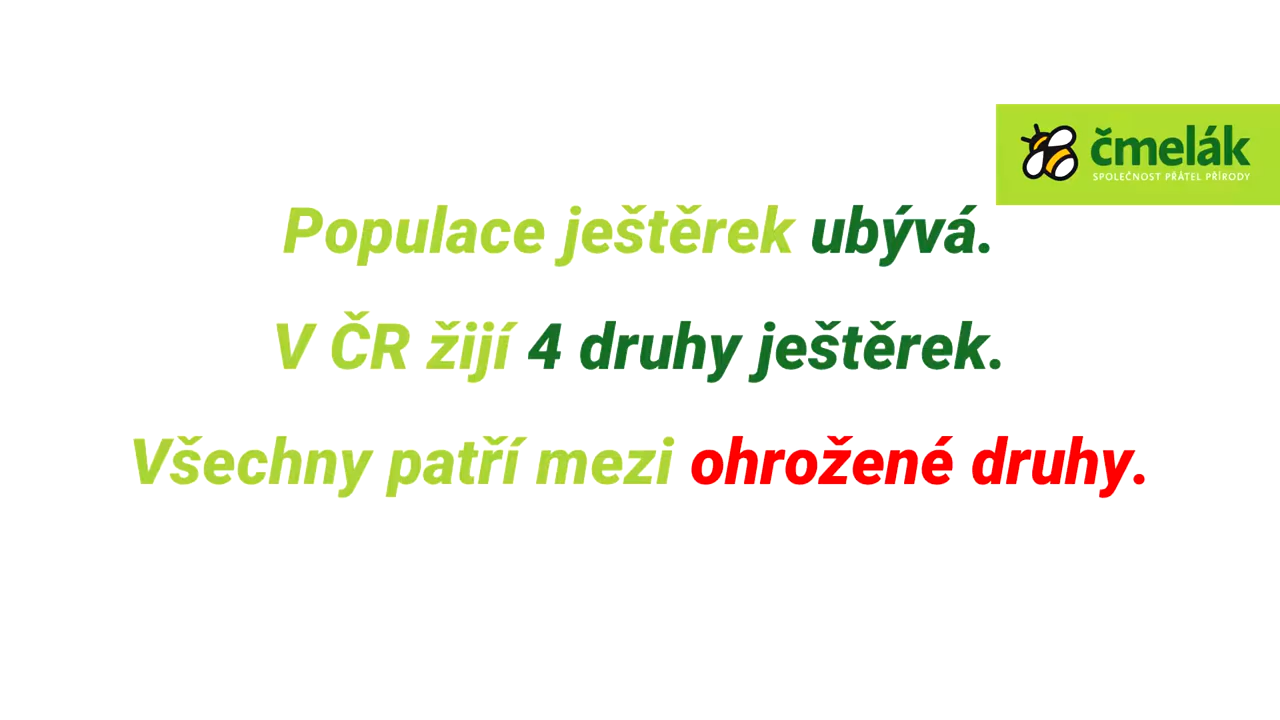 čmelák
SPOLEČNOST PŘÁTEL PŘÍRODY
Populace ještěrek ubývá.
V ČR žijí 4 druhy ještěrek.
Všechny patří mezi ohrožené druhy.